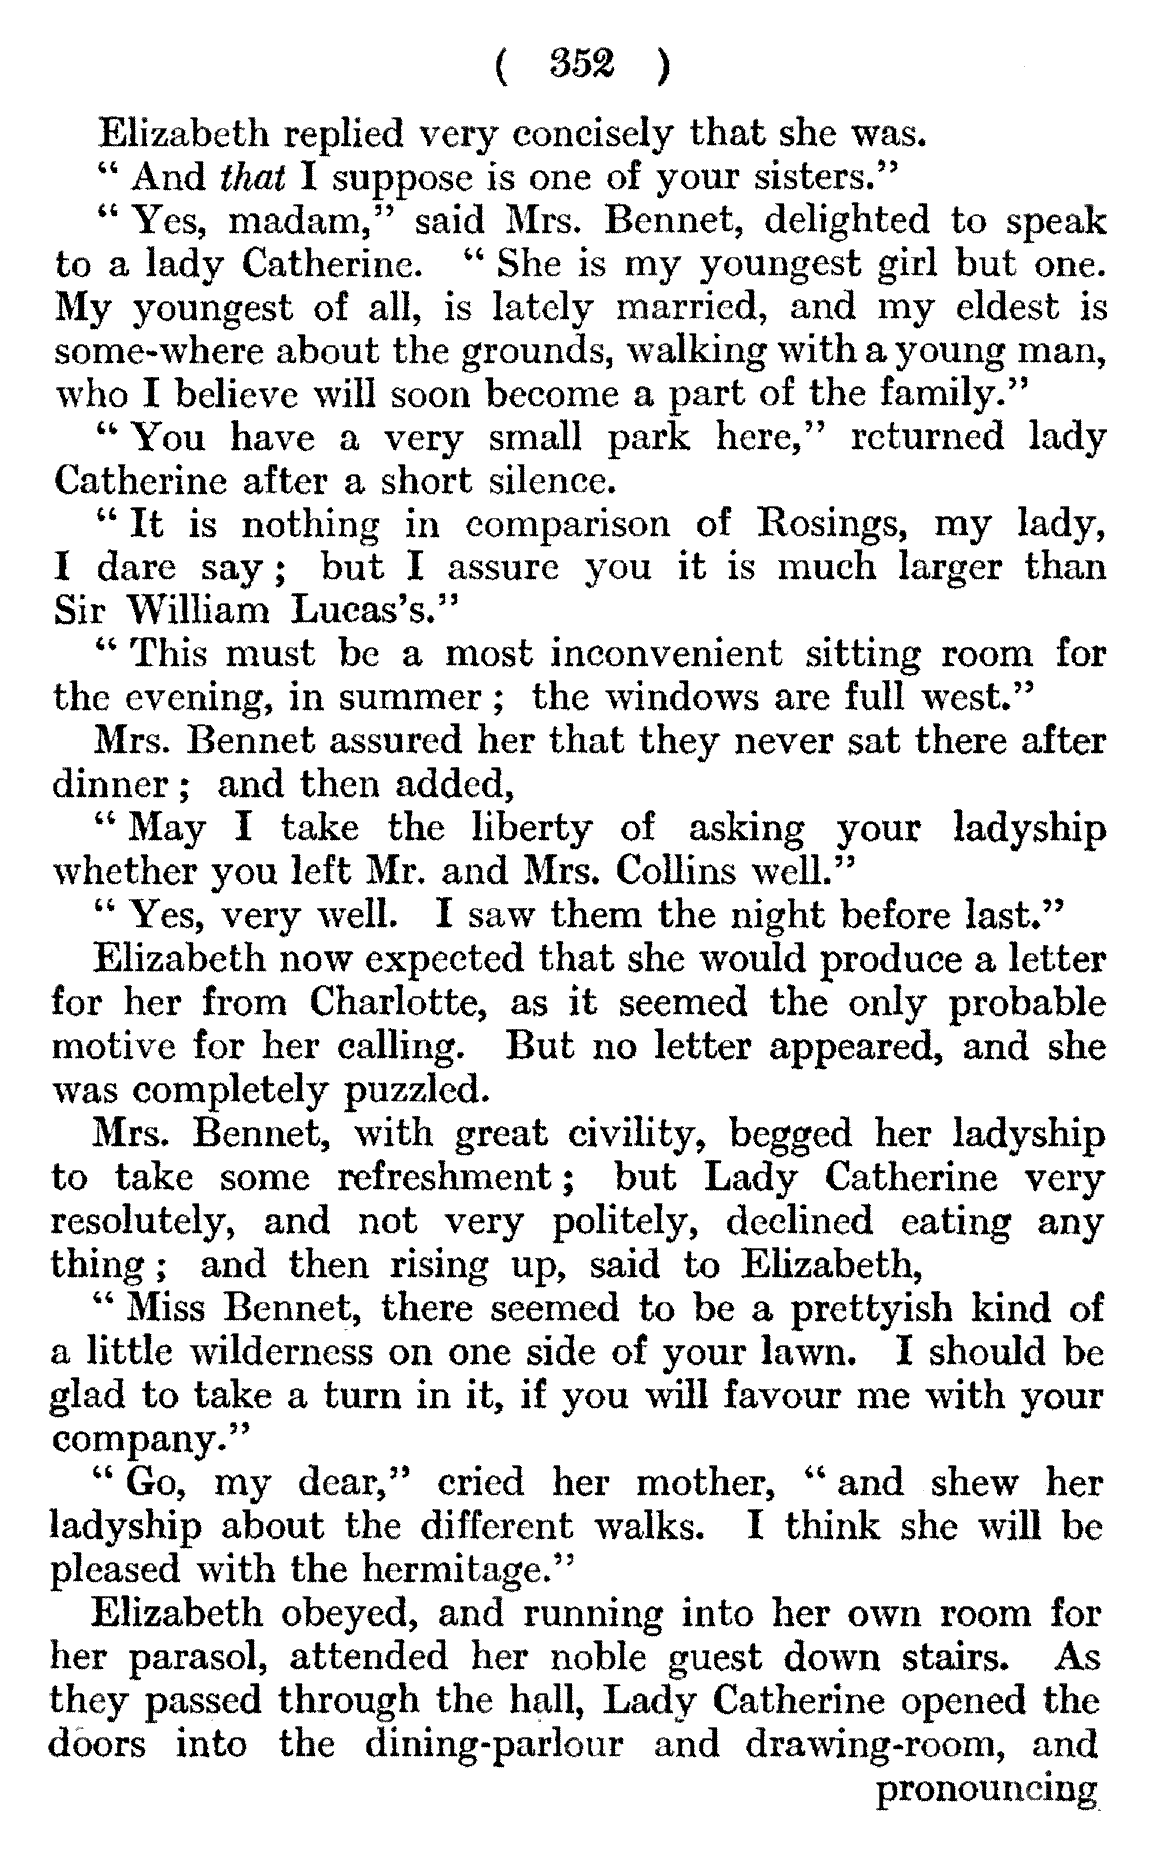 ( 352 )
Elizabeth replied very concisely that she was.
“ And that I suppose is one of your sisters.”
“ Yes, madam,” said Mrs. Bennet, delighted to speak
to a lady Catherine. “ She is my youngest girl but one.
My youngest of all, is lately married, and my eldest is
some-where about the grounds, walking with a young man,
who I believe will soon become a part of the family.”
“ You have a very small park here,” returned lady
Catherine after a short silence.
“ It is nothing in comparison of Rosings, my lady,
I dare say ; but I assure you it is much larger than
Sir William Lucas's.”
“ This must be a most inconvenient sitting room for
the evening, in summer ; the windows are full west.”
Mrs. Bennet assured her that they never sat there after
dinner ; and then added,
“ May I take the liberty of asking your ladyship
whether you left Mr. and Mrs. Collins well.”
“ Yes, very well. I saw them the night before last.”
Elizabeth now expected that she would produce a letter
for her from Charlotte, as it seemed the only probable
motive for her calling. But no letter appeared, and she
was completely puzzled.
Mrs. Bennet, with great civility, begged her ladyship
to take some refreshment ; but Lady Catherine very
resolutely, and not very politely, declined eating any
thing ; and then rising up, said to Elizabeth,
“ Miss Bennet, there seemed to be a prettyish kind of
a little wilderness on one side of your lawn. I should be
glad to take a turn in it, if you will favour me with your
company.”
“ Go, my dear,” cried her mother, “ and shew her
ladyship about the different walks. I think she will be
pleased with the hermitage.”
Elizabeth obeyed, and running into her own room for
her parasol, attended her noble guest down stairs. As
they passed through the hall, Lady Catherine opened the
doors into the dining-parlour and drawing-room, and
pronouncing